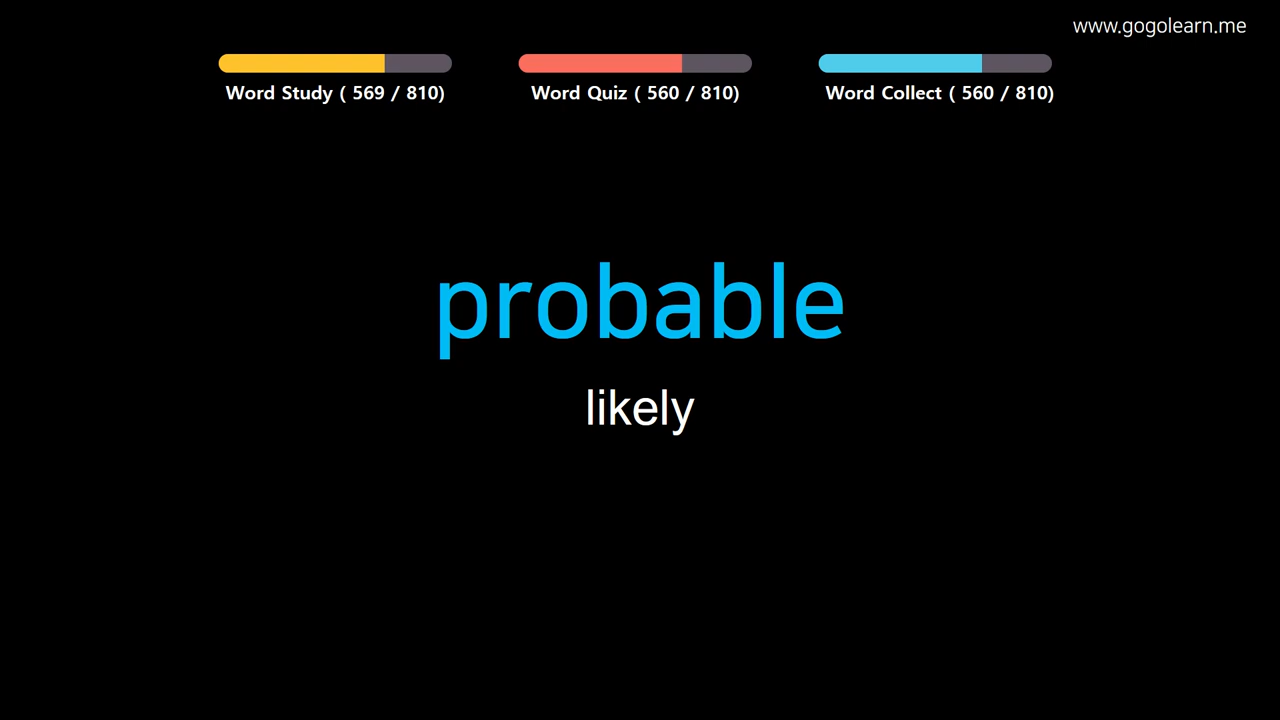 www.gogolearn.me
Word Study ( 569 / 810)
Word Quiz ( 560 / 810)
Word Collect ( 560 / 810)
probable
likely